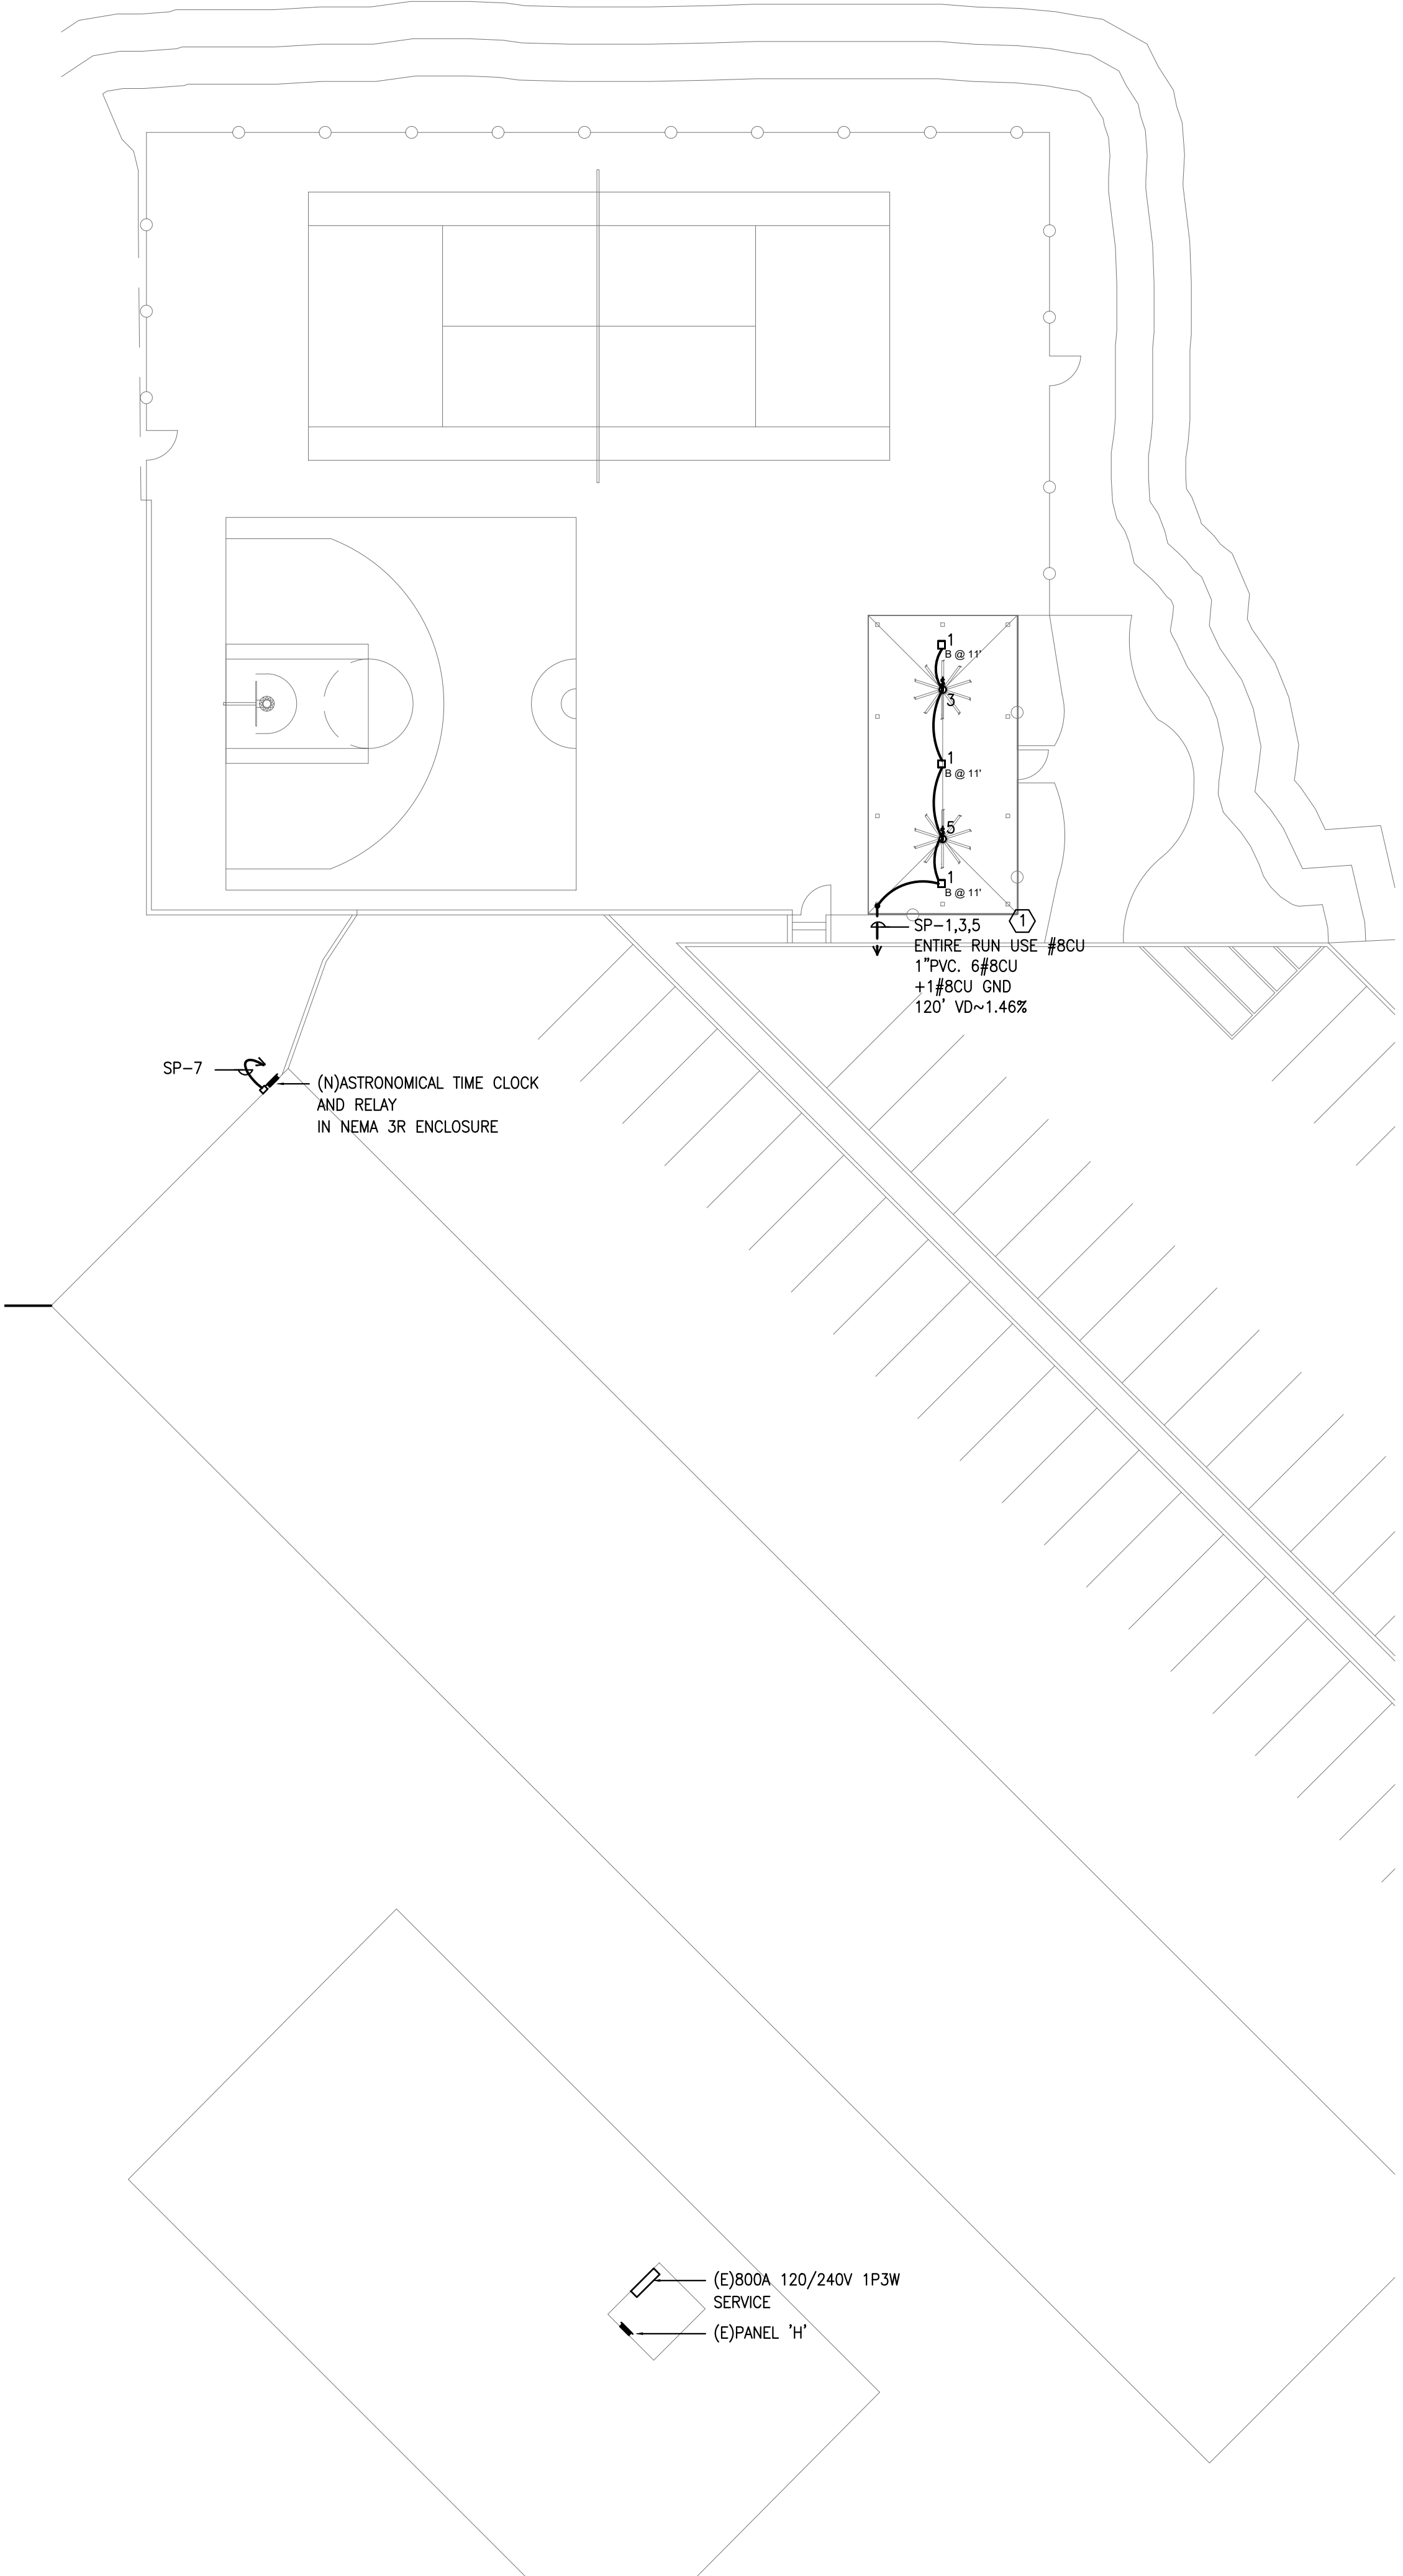 1
B @ 11'
3
1
B @ 11'
5
1
B @ 11'
SP-1,3,5
1
ENTIRE RUN USE #8CU
1"PVC. 6#8CU
+1#8CU GND
120' VD~1.46%
SP-7
(N)ASTRONOMICAL TIME CLOCK
AND RELAY
IN NEMA 3R ENCLOSURE
(E)800A 120/240V 1P3W
SERVICE
(E)PANEL 'H'